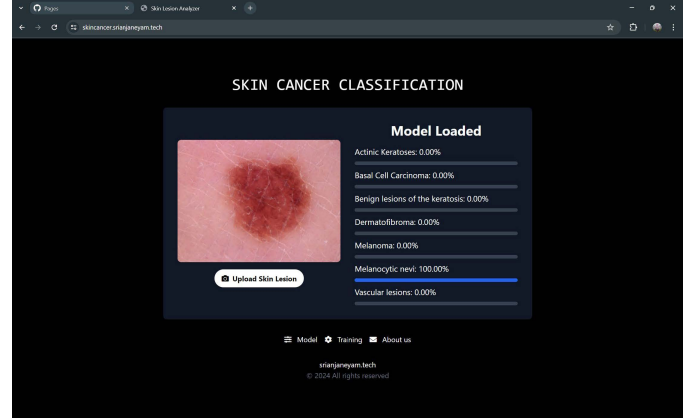 Pages
Skin Lesion Analyzer
skincancer.srianjaneyam.tech
SKIN CANCER CLASSIFICATION
Model Loaded
Actinic Keratoses: 0.00%
Basal Cell Carcinoma: 0.00%
Benign lesions of the keratosis: 0.00%
Dermatofibroma: 0.00%
Melanoma: 0.00%
Melanocytic nevi: 100.00%
Vascular lesions: 0.00%
Upload Skin Lesion
Model Training About us
srianjaneyam.tech
© 2024 All rights reserved